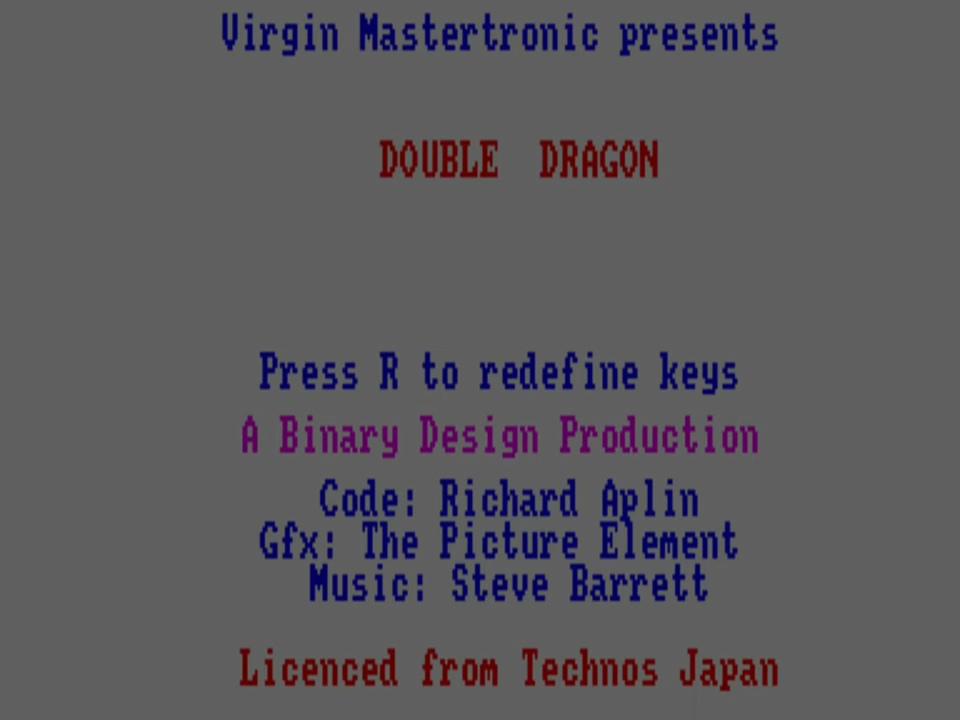 Virgin Mastertronic presents
DOUBLE DRAGON
Press R to redefine keys
A Binary Design Production
Code: Richard Aplin
Gfx: The Picture Element
Music: Steve Barrett
Licenced from Technos Japan